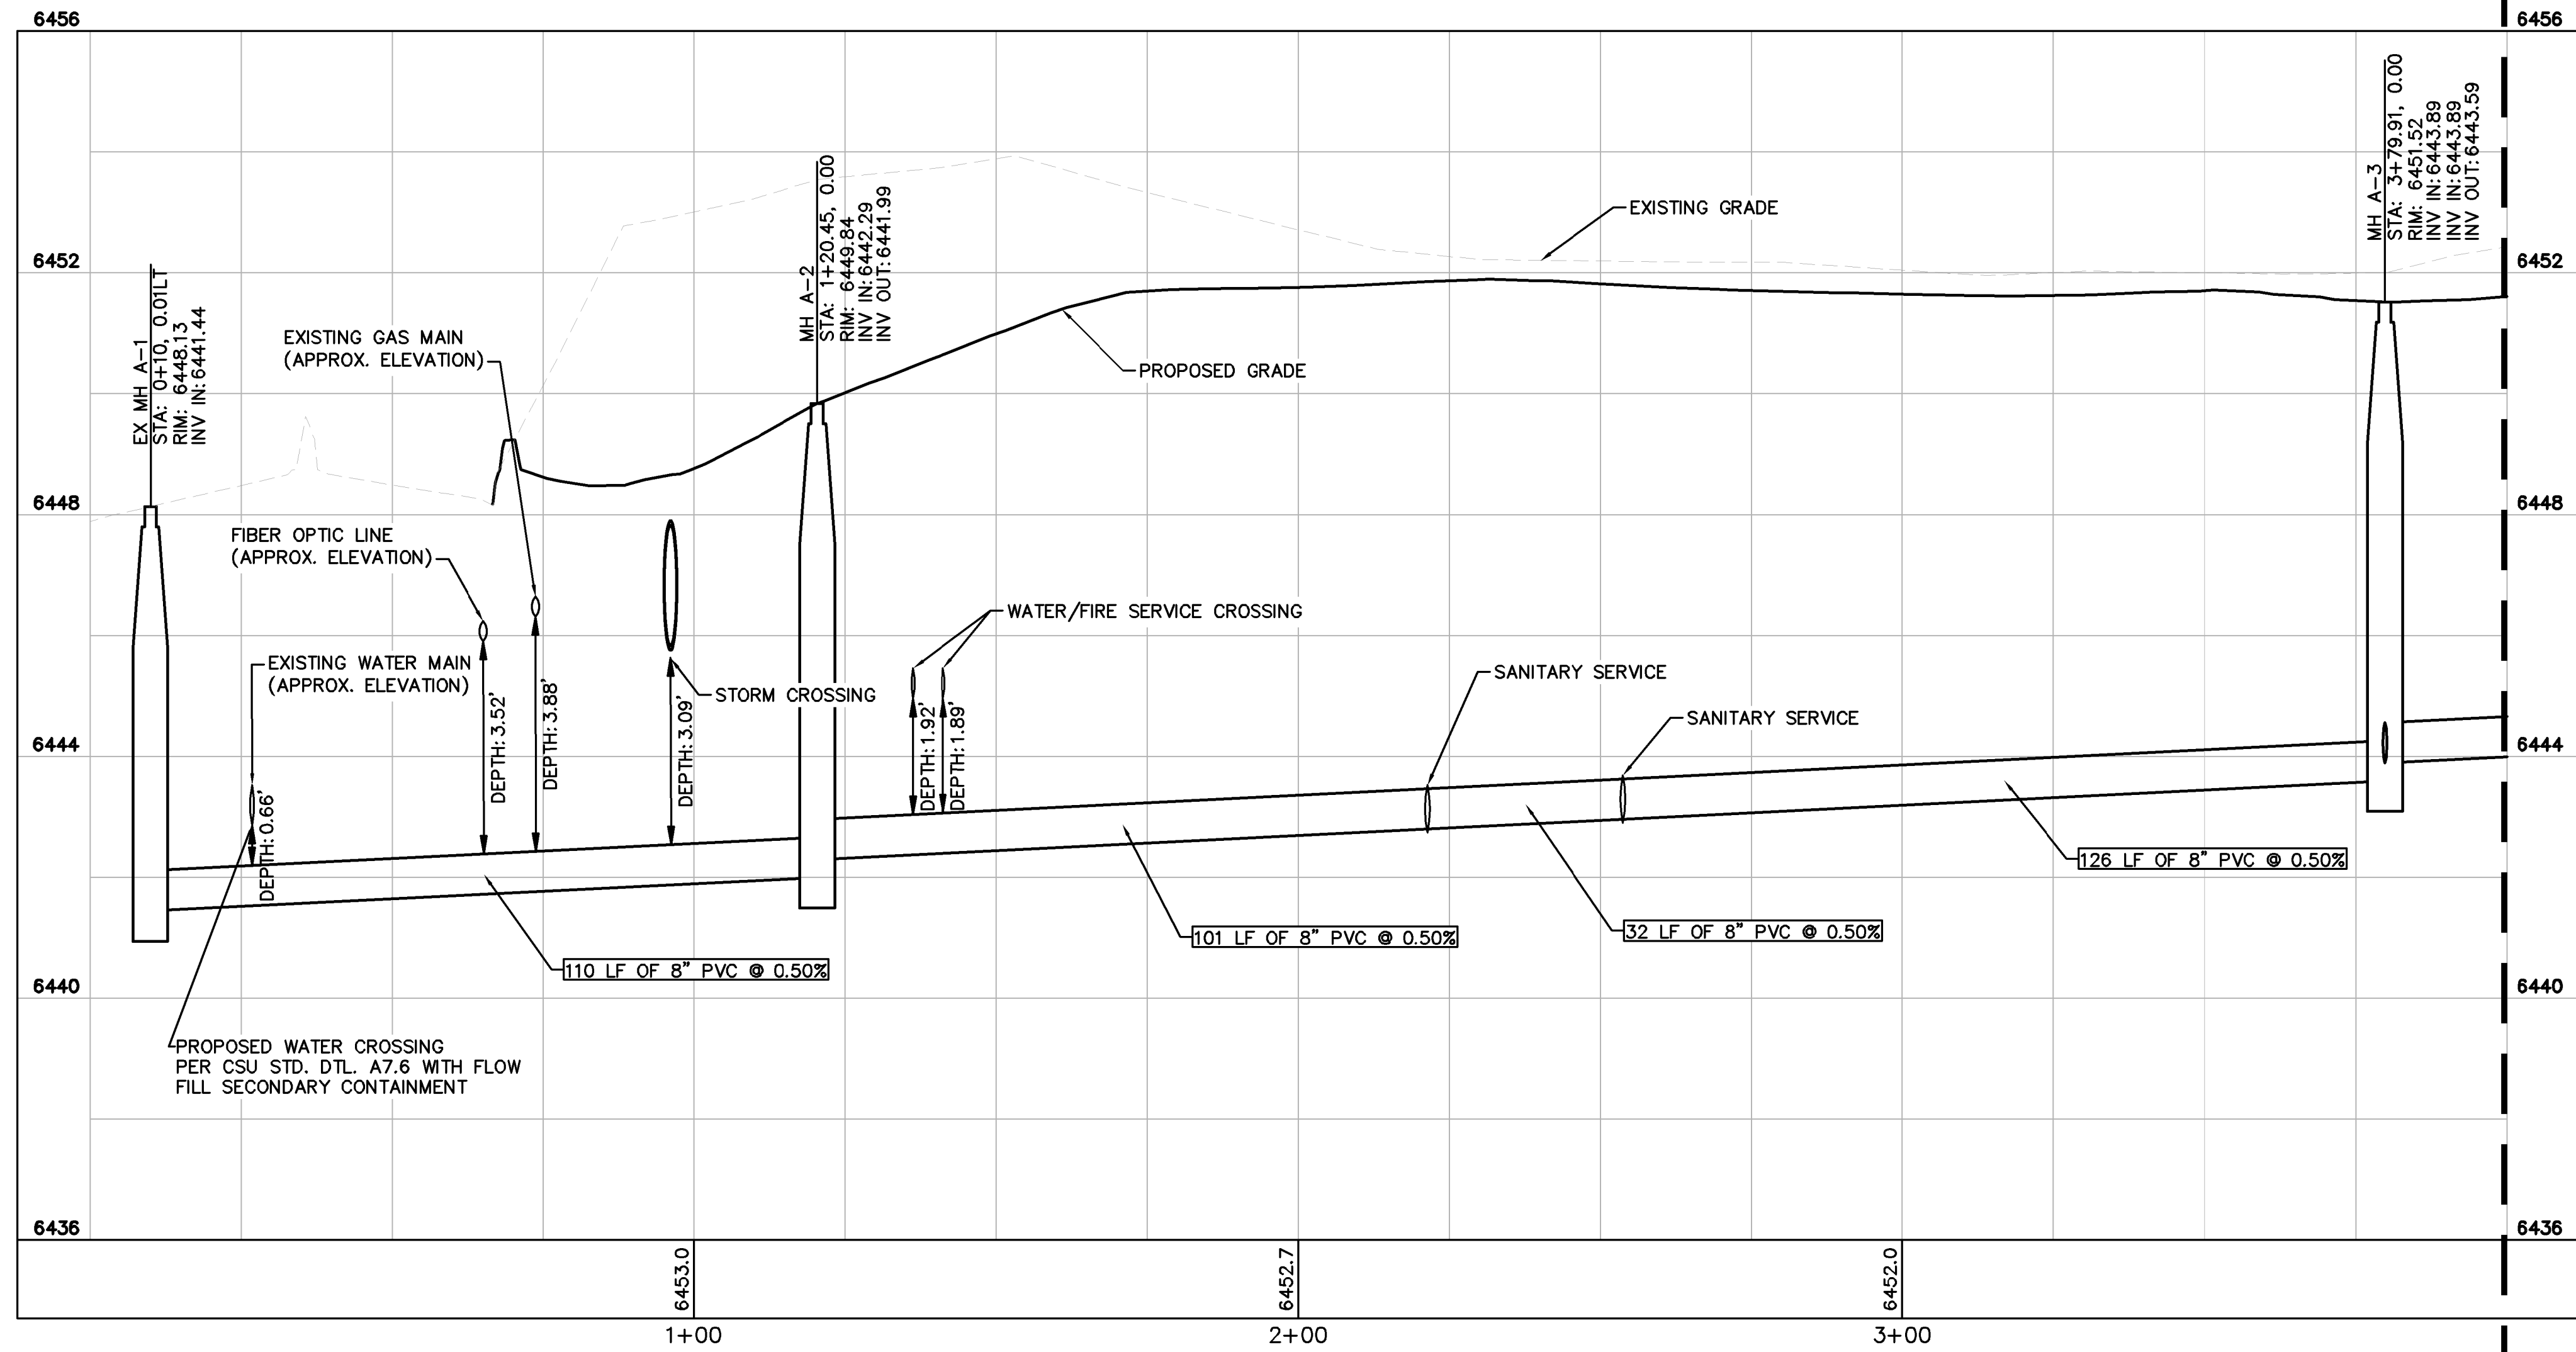 6456
6456
MH A-3
STA: 3+79.91, 0.00
RIM: 6451.52
INV IN:6443.89
INV IN:6443.89
INV OUT:6443.59
EXISTING GRADE
MH A-2
STA: 1+20.45, 0.00
RIM: 6449.84
INV IN:6442.29
INV OUT:6441.99
6452
6452
EX MH A-1
STA: 0+10, 0.01LT
RIM: 6448.13
INV IN:6441.44
EXISTING GAS MAIN
(APPROX. ELEVATION)
PROPOSED GRADE
6448
6448
FIBER OPTIC LINE
(APPROX. ELEVATION)
WATER/FIRE SERVICE CROSSING
EXISTING WATER MAIN
(APPROX. ELEVATION)
SANITARY SERVICE
STORM CROSSING
SANITARY SERVICE
DEPTH:0.66'
DEPTH:3.52'
DEPTH:3.88'
DEPTH:3.09'
DEPTH:1.92'
DEPTH:1.89'
6444
6444
126 LF OF 8" PVC @ 0.50%
32 LF OF 8" PVC @ 0.50%
101 LF OF 8" PVC @ 0.50%
110 LF OF 8" PVC @ 0.50%
6440
6440
PROPOSED WATER CROSSING
PER CSU STD. DTL. A7.6 WITH FLOW
FILL SECONDARY CONTAINMENT
6436
6436
6453.0
6452.7
6452.0
1+00
2+00
3+00